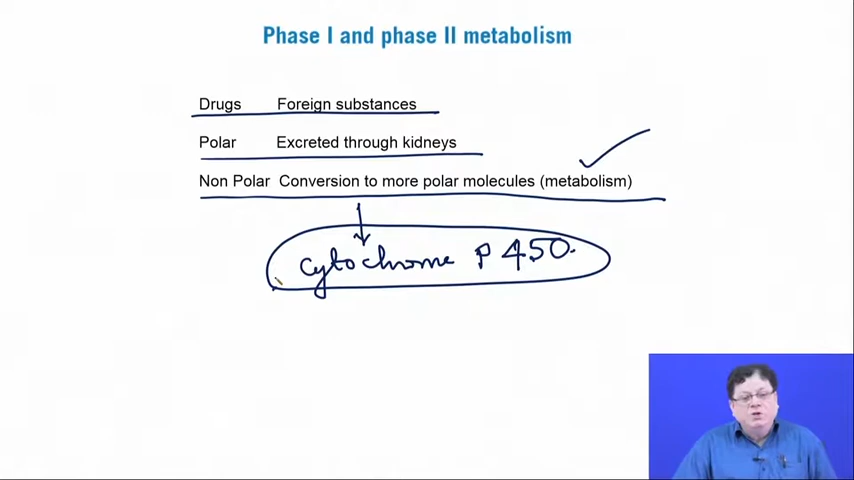 Phase I and phase II metabolism
Drugs Foreign substances
Polar Excreted through kidneys
Non Polar Conversion to more polar molecules (metabolism)
Cytochrome P 450.